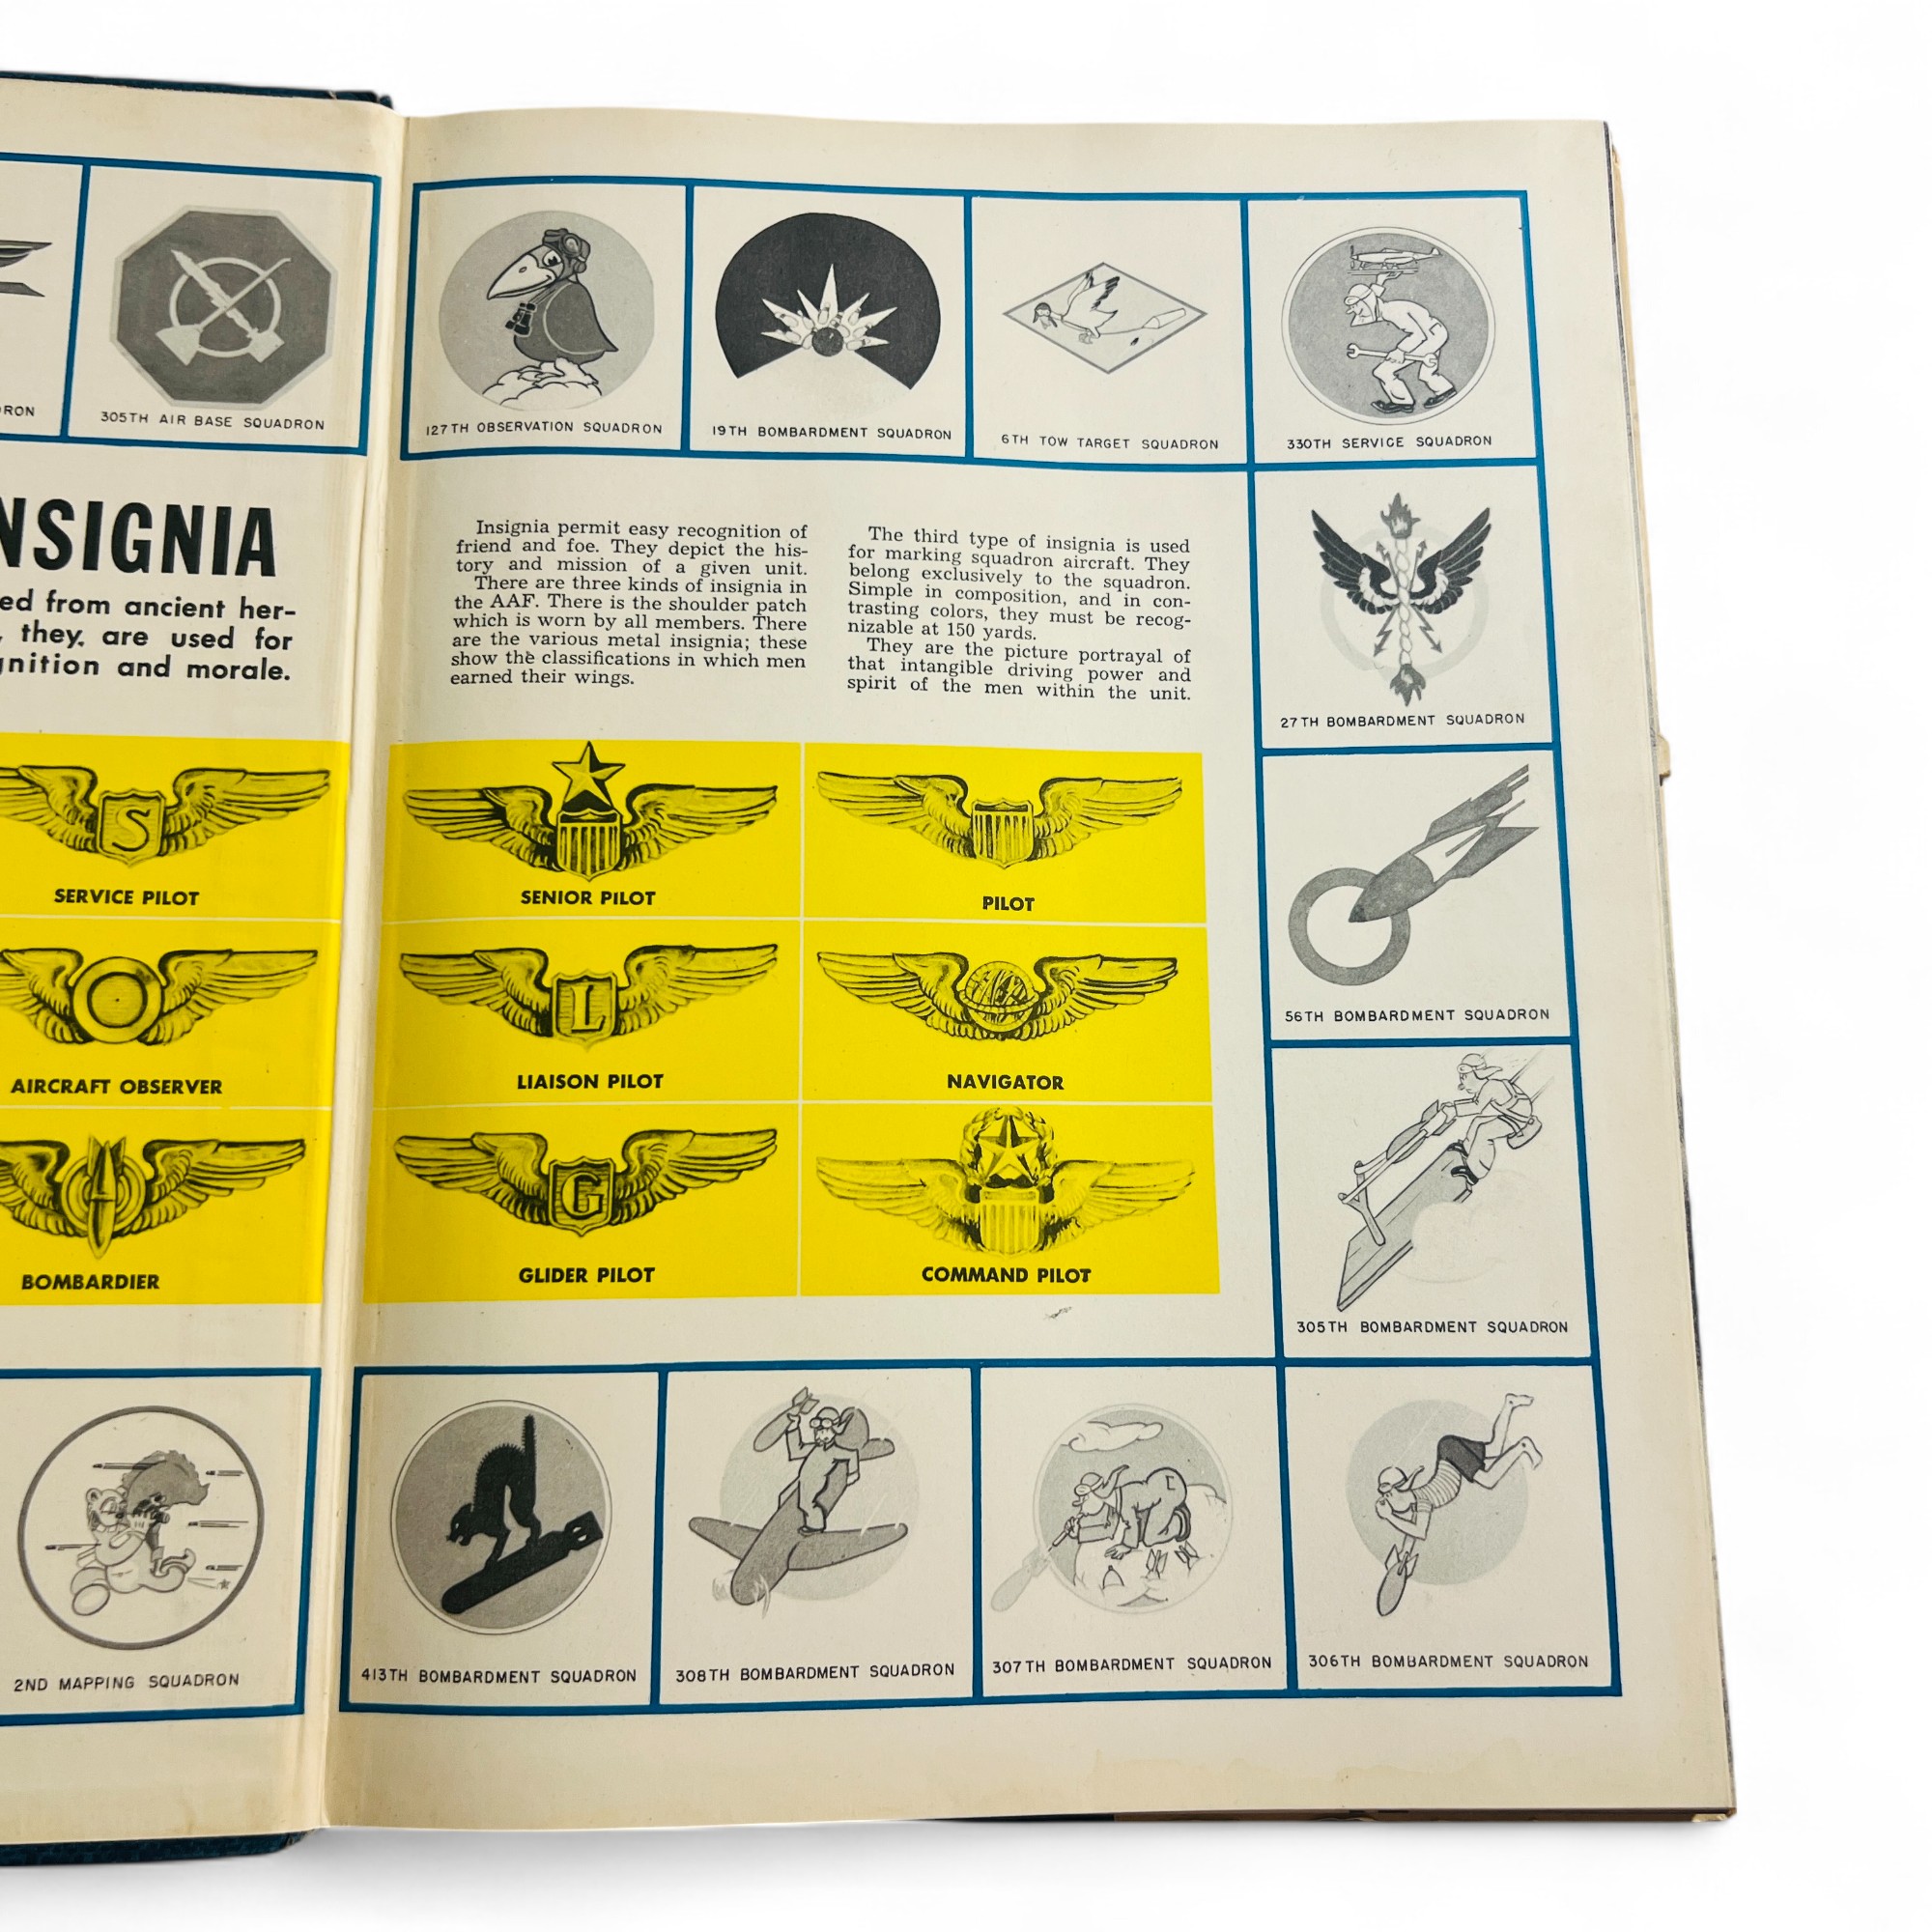 RON
305TH AIR BASE SQUADRON
NSIGNIA
ed from ancient her-
, they. are used for
gnition and morale.
S
SERVICE PILOT
AIRCRAFT OBSERVER
BOMBARDIER
2ND MAPPING SQUADRON
127TH OBSERVATION SQUADRON
19TH BOMBARDMENT SQUADRON
6TH TOW TARGET SQUADRON
330TH SERVICE SQUADRON
Insignia permit easy recognition of
friend and foe. They depict the his-
tory and mission of a given unit.
There are three kinds of insignia in
the AAF. There is the shoulder patch
which is worn by all members. There
are the various metal insignia; these
show the classifications in which men
earned their wings.
The third type of insignia is used
for marking squadron aircraft. They
belong exclusively to the squadron.
Simple in composition, and in con-
trasting colors, they must be recog-
nizable at 150 yards.
They are the picture portrayal of
that intangible driving power and
spirit of the men within the unit.
SENIOR PILOT
PILOT
L
LIAISON PILOT
NAVIGATOR
G
GLIDER PILOT
COMMAND PILOT
27TH BOMBARDMENT SQUADRON
56TH BOMBARDMENT SQUADRON
305TH BOMBARDMENT SQUADRON
413TH BOMBARDMENT SQUADRON
308TH BOMBARDMENT SQUADRON
307TH BOMBARDMENT SQUADRON
306TH BOMBARDMENT SQUADRON